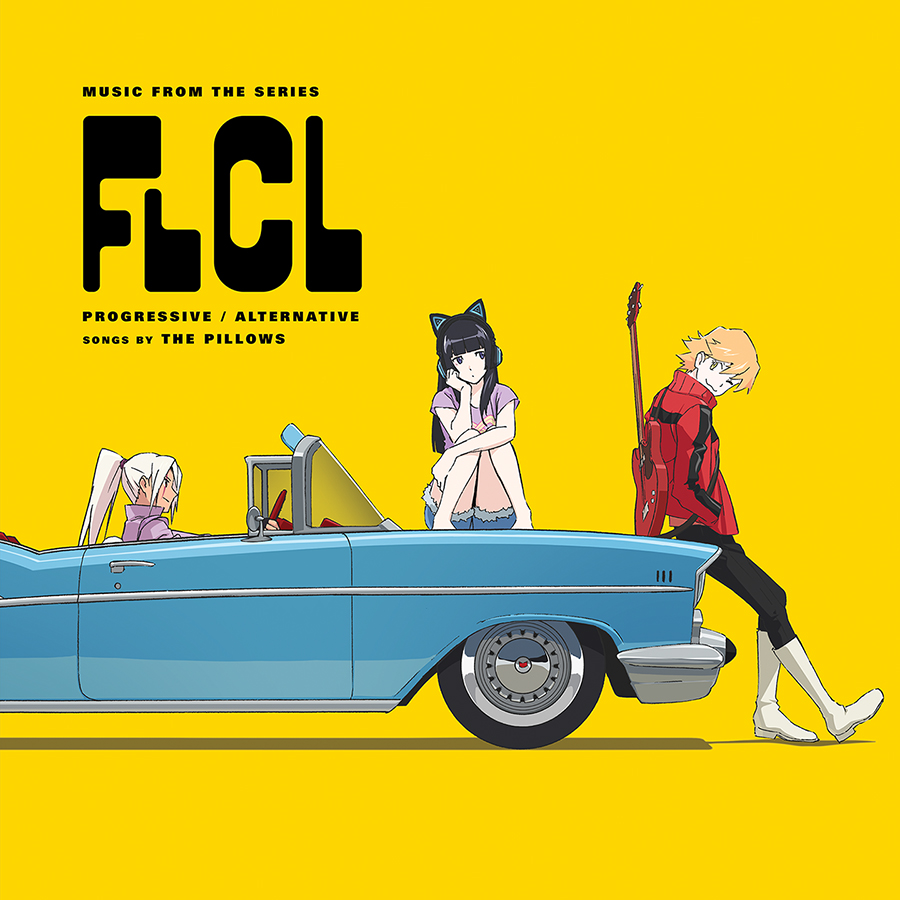 MUSIC FROM THE SERIES
FLCL
PROGRESSIVE / ALTERNATIVE
SONGS BY THE PILLOWS